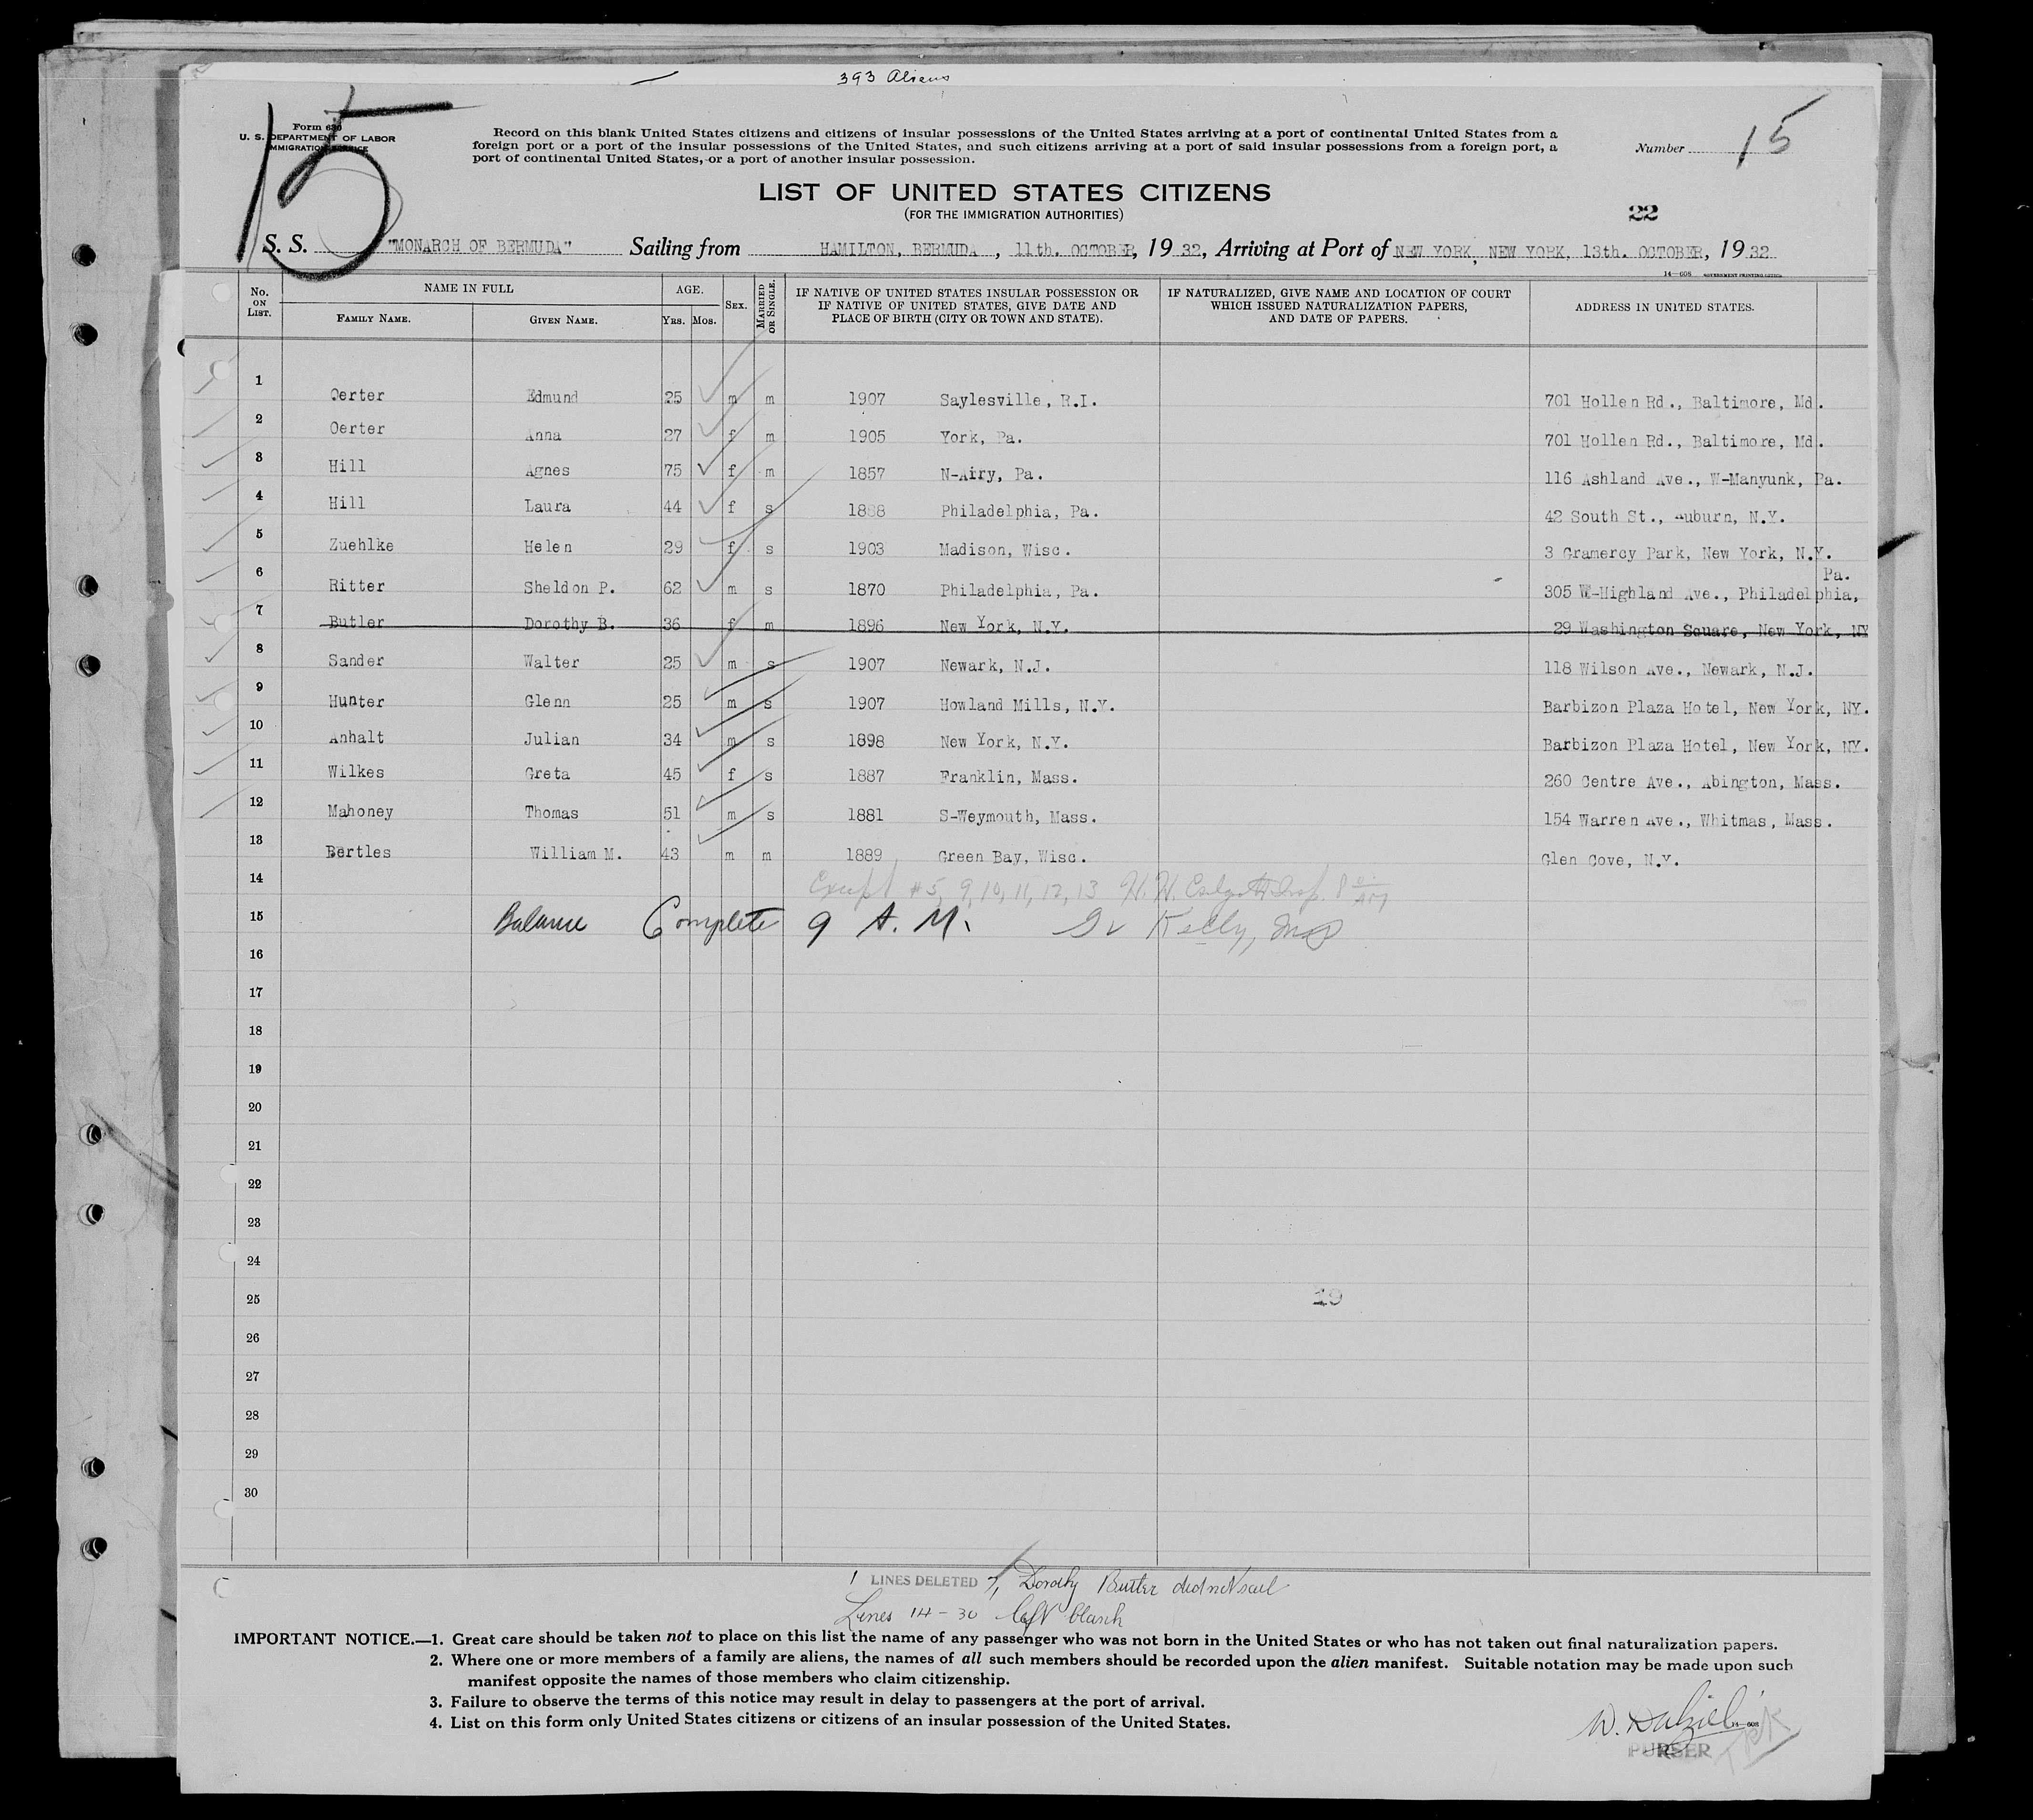 393 Aliens
15
Form 630
U. S. DEPARTMENT OF LABOR
IMMIGRATION SERVICE
Record on this blank United States citizens and citizens of insular possessions of the United States arriving at a port of continental United States from a
foreign port or a port of the insular possessions of the United States, and such citizens arriving at a port of said insular possessions from a foreign port, a
port of continental United States, or a port of another insular possession.
Number 15
LIST OF UNITED STATES CITIZENS
(FOR THE IMMIGRATION AUTHORITIES)
22
S. S. "MONARCH OF BERMUDA" Sailing from HAMILTON, BERMUDA, 11th. OCTOBER, 1932, Arriving at Port of NEW YORK, NEW YORK, 13th. OCTOBER, 1932
14—608 GOVERNMENT PRINTING OFFICE
No. ON LIST. NAME IN FULL FAMILY NAME. GIVEN NAME. AGE. YRS. MOS. SEX. MARRIED OR SINGLE. IF NATIVE OF UNITED STATES INSULAR POSSESSION OR IF NATIVE OF UNITED STATES, GIVE DATE AND PLACE OF BIRTH (CITY OR TOWN AND STATE). IF NATURALIZED, GIVE NAME AND LOCATION OF COURT WHICH ISSUED NATURALIZATION PAPERS, AND DATE OF PAPERS. ADDRESS IN UNITED STATES.
1 Oerter Edmund 25 m m 1907 Saylesville, R.I. 701 Hollen Rd., Baltimore, Md.
2 Oerter Anna 27 f m 1905 York, Pa. 701 Hollen Rd., Baltimore, Md.
3 Hill Agnes 75 f m 1857 N-Airy, Pa. 116 Ashland Ave., W-Manyunk, Pa.
4 Hill Laura 44 f s 1888 Philadelphia, Pa. 42 South St., Auburn, N.Y.
5 Zuehlke Helen 29 f s 1903 Madison, Wisc. 3 Gramercy Park, New York, N.Y.
6 Ritter Sheldon P. 62 m s 1870 Philadelphia, Pa. 305 W-Highland Ave., Philadelphia, Pa.
7 Butler Dorothy B. 36 f m 1896 New York, N.Y. 29 Washington Square, New York, NY
8 Sander Walter 25 m s 1907 Newark, N.J. 118 Wilson Ave., Newark, N.J.
9 Hunter Glenn 25 m s 1907 Howland Mills, N.Y. Barbizon Plaza Hotel, New York, NY.
10 Anhalt Julian 34 m s 1898 New York, N.Y. Barbizon Plaza Hotel, New York, NY.
11 Wilkes Greta 45 f s 1887 Franklin, Mass. 260 Centre Ave., Abington, Mass.
12 Mahoney Thomas 51 m s 1881 S-Weymouth, Mass. 154 Warren Ave., Whitmas, Mass.
13 Bertles William M. 43 m m 1889 Green Bay, Wisc. Glen Cove, N.Y.
14 Except #5, 9, 10, 11, 12, 13 H. H.
15 Balance Complete 9 A. M. Kelly, Insp
16
17
18
19
20
21
22
23
24
25 19
26
27
28
29
30
1 LINES DELETED 7, Dorothy Butler did not sail
Lines 14-30 left blank
IMPORTANT NOTICE.—1. Great care should be taken not to place on this list the name of any passenger who was not born in the United States or who has not taken out final naturalization papers.
2. Where one or more members of a family are aliens, the names of all such members should be recorded upon the alien manifest. Suitable notation may be made upon such
manifest opposite the names of those members who claim citizenship.
3. Failure to observe the terms of this notice may result in delay to passengers at the port of arrival.
4. List on this form only United States citizens or citizens of an insular possession of the United States.
W. Dalziel
14—608
PURSER